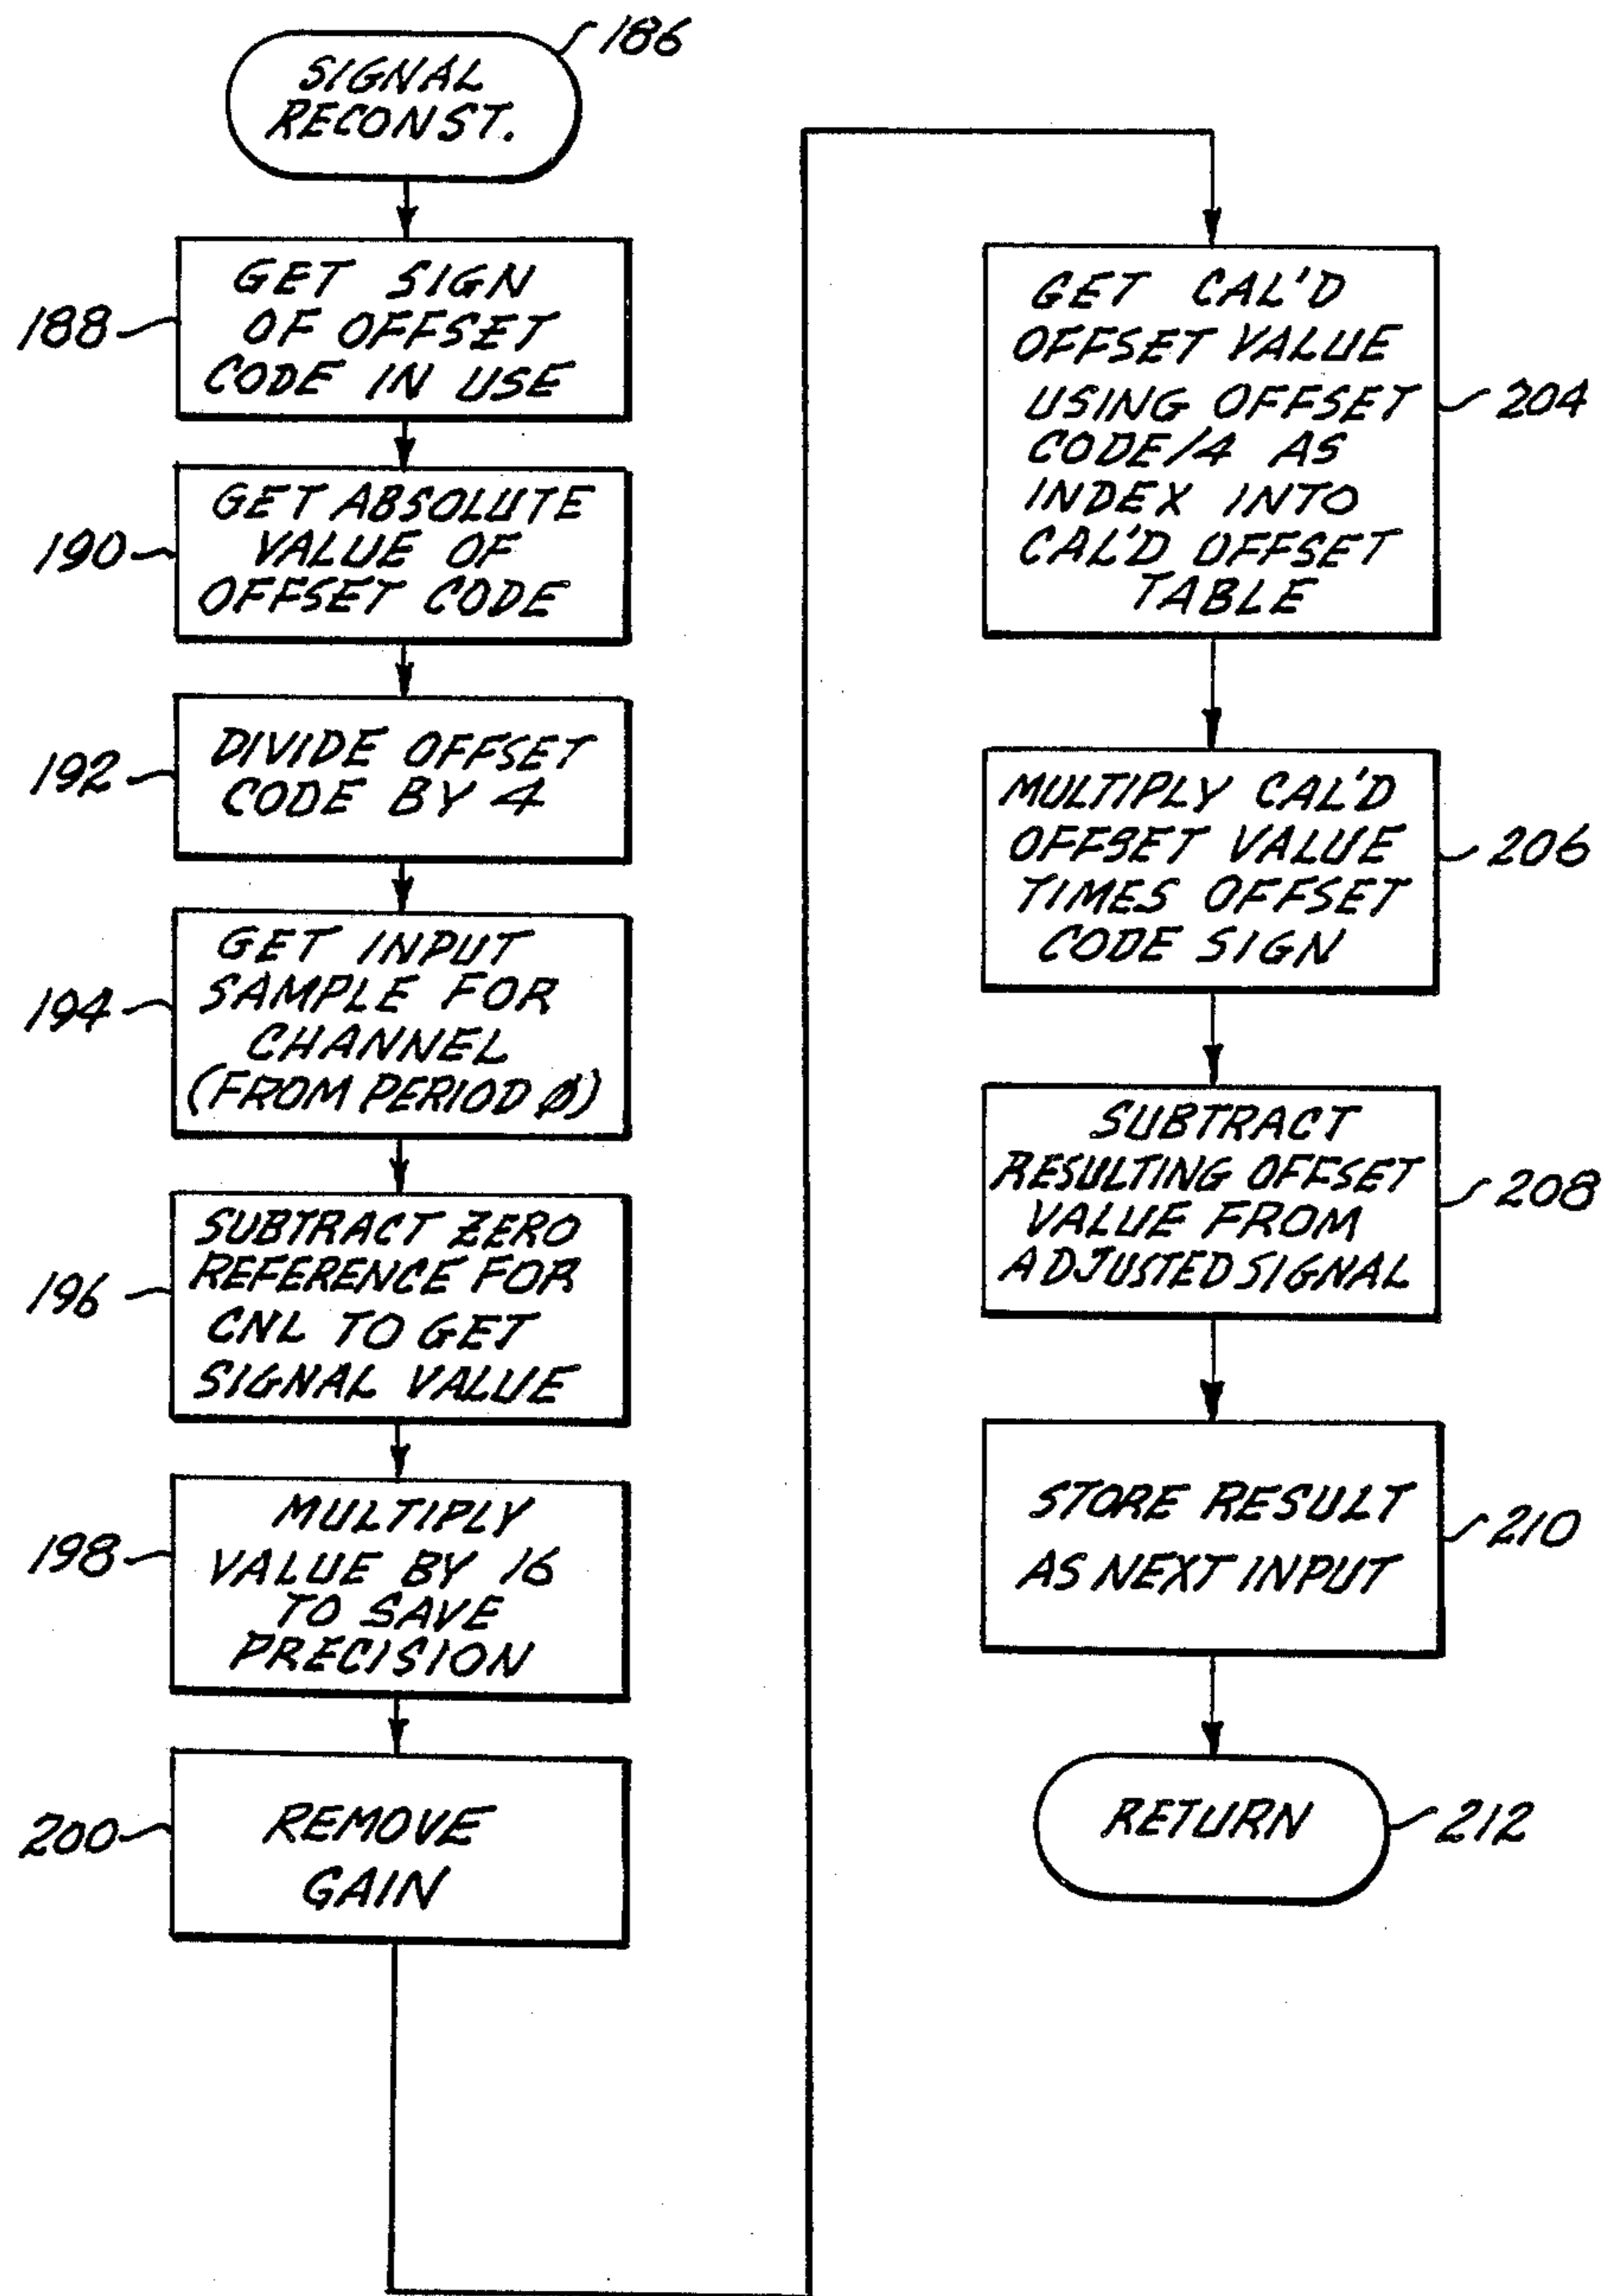 186
SIGNAL
RECONST.
188
GET SIGN
OF OFFSET
CODE IN USE
190
GET ABSOLUTE
VALUE OF
OFFSET CODE
192
DIVIDE OFFSET
CODE BY 4
194
GET INPUT
SAMPLE FOR
CHANNEL
(FROM PERIOD Ø)
196
SUBTRACT ZERO
REFERENCE FOR
CNL TO GET
SIGNAL VALUE
198
MULTIPLY
VALUE BY 16
TO SAVE
PRECISION
200
REMOVE
GAIN
GET CAL'D
OFFSET VALUE
USING OFFSET
CODE/4 AS
INDEX INTO
CAL'D OFFSET
TABLE
204
MULTIPLY CAL'D
OFFSET VALUE
TIMES OFFSET
CODE SIGN
206
SUBTRACT
RESULTING OFFSET
VALUE FROM
ADJUSTED SIGNAL
208
STORE RESULT
AS NEXT INPUT
210
RETURN
212